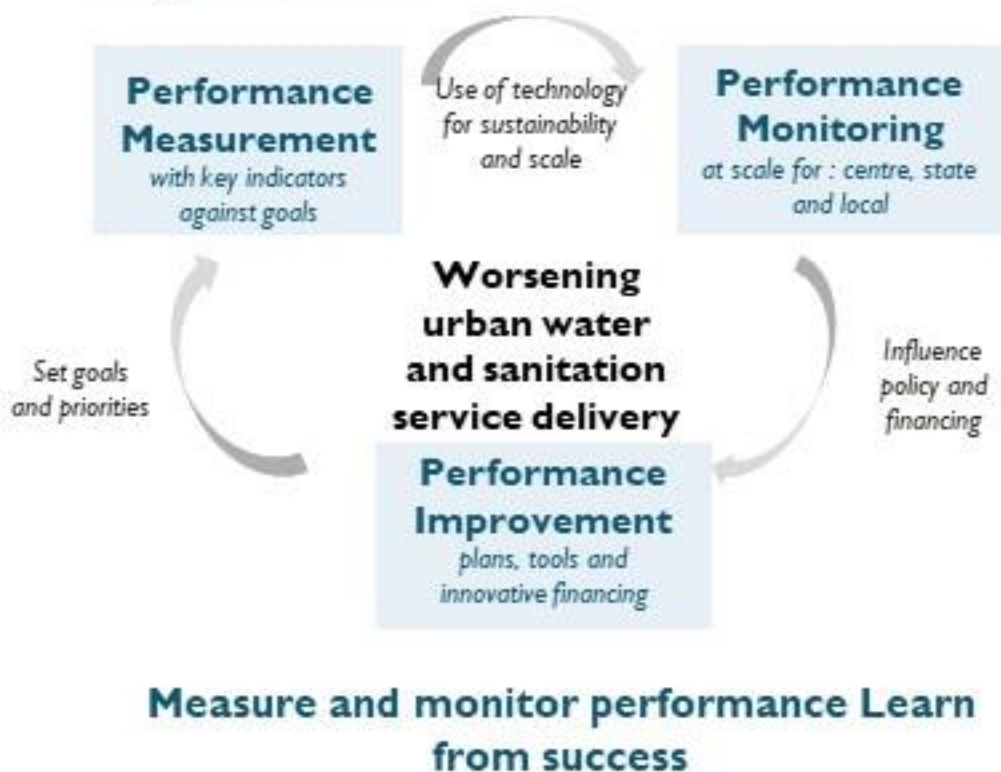 Performance
Measurement
with key indicators
against goals
Use of technology
for sustainability
and scale
Performance
Monitoring
at scale for : centre, state
and local
Worsening
urban water
and sanitation
service delivery
Set goals
and priorities
Influence
policy and
financing
Performance
Improvement
plans, tools and
innovative financing
Measure and monitor performance Learn
from success